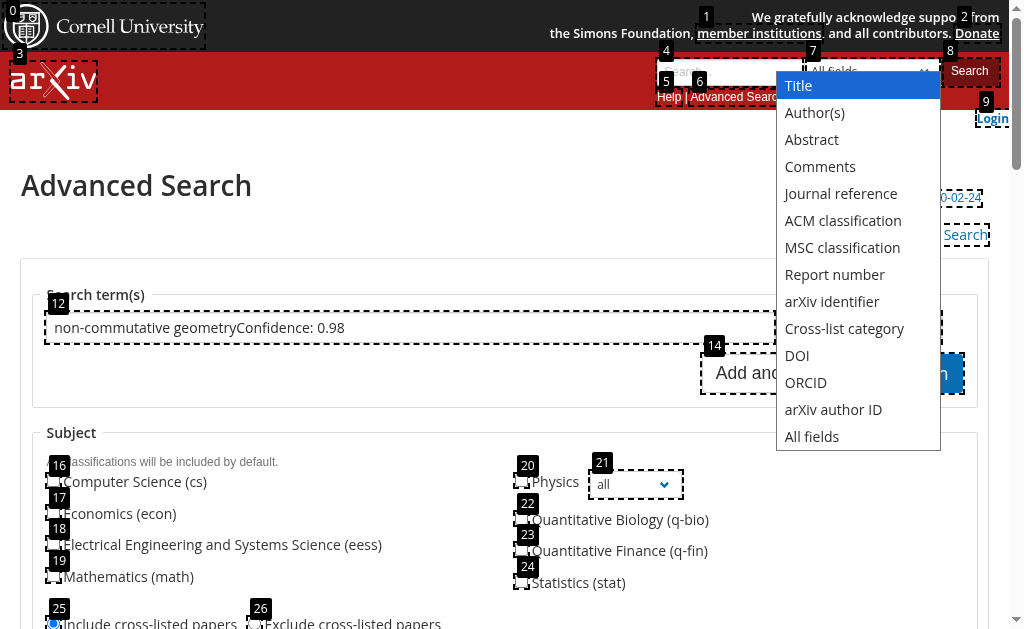 0
Cornell University
1
2
We gratefully acknowledge support from
the Simons Foundation, member institutions, and all contributors. Donate
3
arXiv
4
Search...
7
All fields
8
Search
5
6
Help | Advanced Search
9
Login
Advanced Search
0-02-24
Search
Title
Author(s)
Abstract
Comments
Journal reference
ACM classification
MSC classification
Report number
arXiv identifier
Cross-list category
DOI
ORCID
arXiv author ID
All fields
Search term(s)
12
non-commutative geometryConfidence: 0.98
14
Add
Subject
classifications will be included by default.
16
Computer Science (cs)
17
Economics (econ)
18
Electrical Engineering and Systems Science (eess)
19
Mathematics (math)
20
Physics
21
all
22
Quantitative Biology (q-bio)
23
Quantitative Finance (q-fin)
24
Statistics (stat)
25
Include cross-listed papers
26
Exclude cross-listed papers